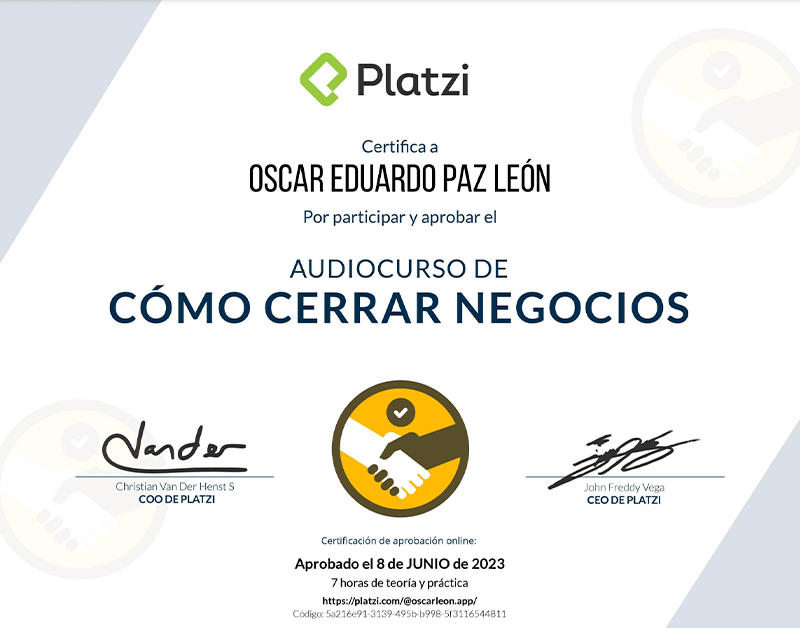 Platzi
Certifica a
OSCAR EDUARDO PAZ LEÓN
Por participar y aprobar el
AUDIOCURSO DE
CÓMO CERRAR NEGOCIOS
Vander
Christian Van Der Henst S
COO DE PLATZI
John Freddy Vega
CEO DE PLATZI
Certificación de aprobación online:
Aprobado el 8 de JUNIO de 2023
7 horas de teoría y práctica
https://platzi.com/@oscarleon.app/
Código: 5a216e91-3139-495b-b998-5f3116544811